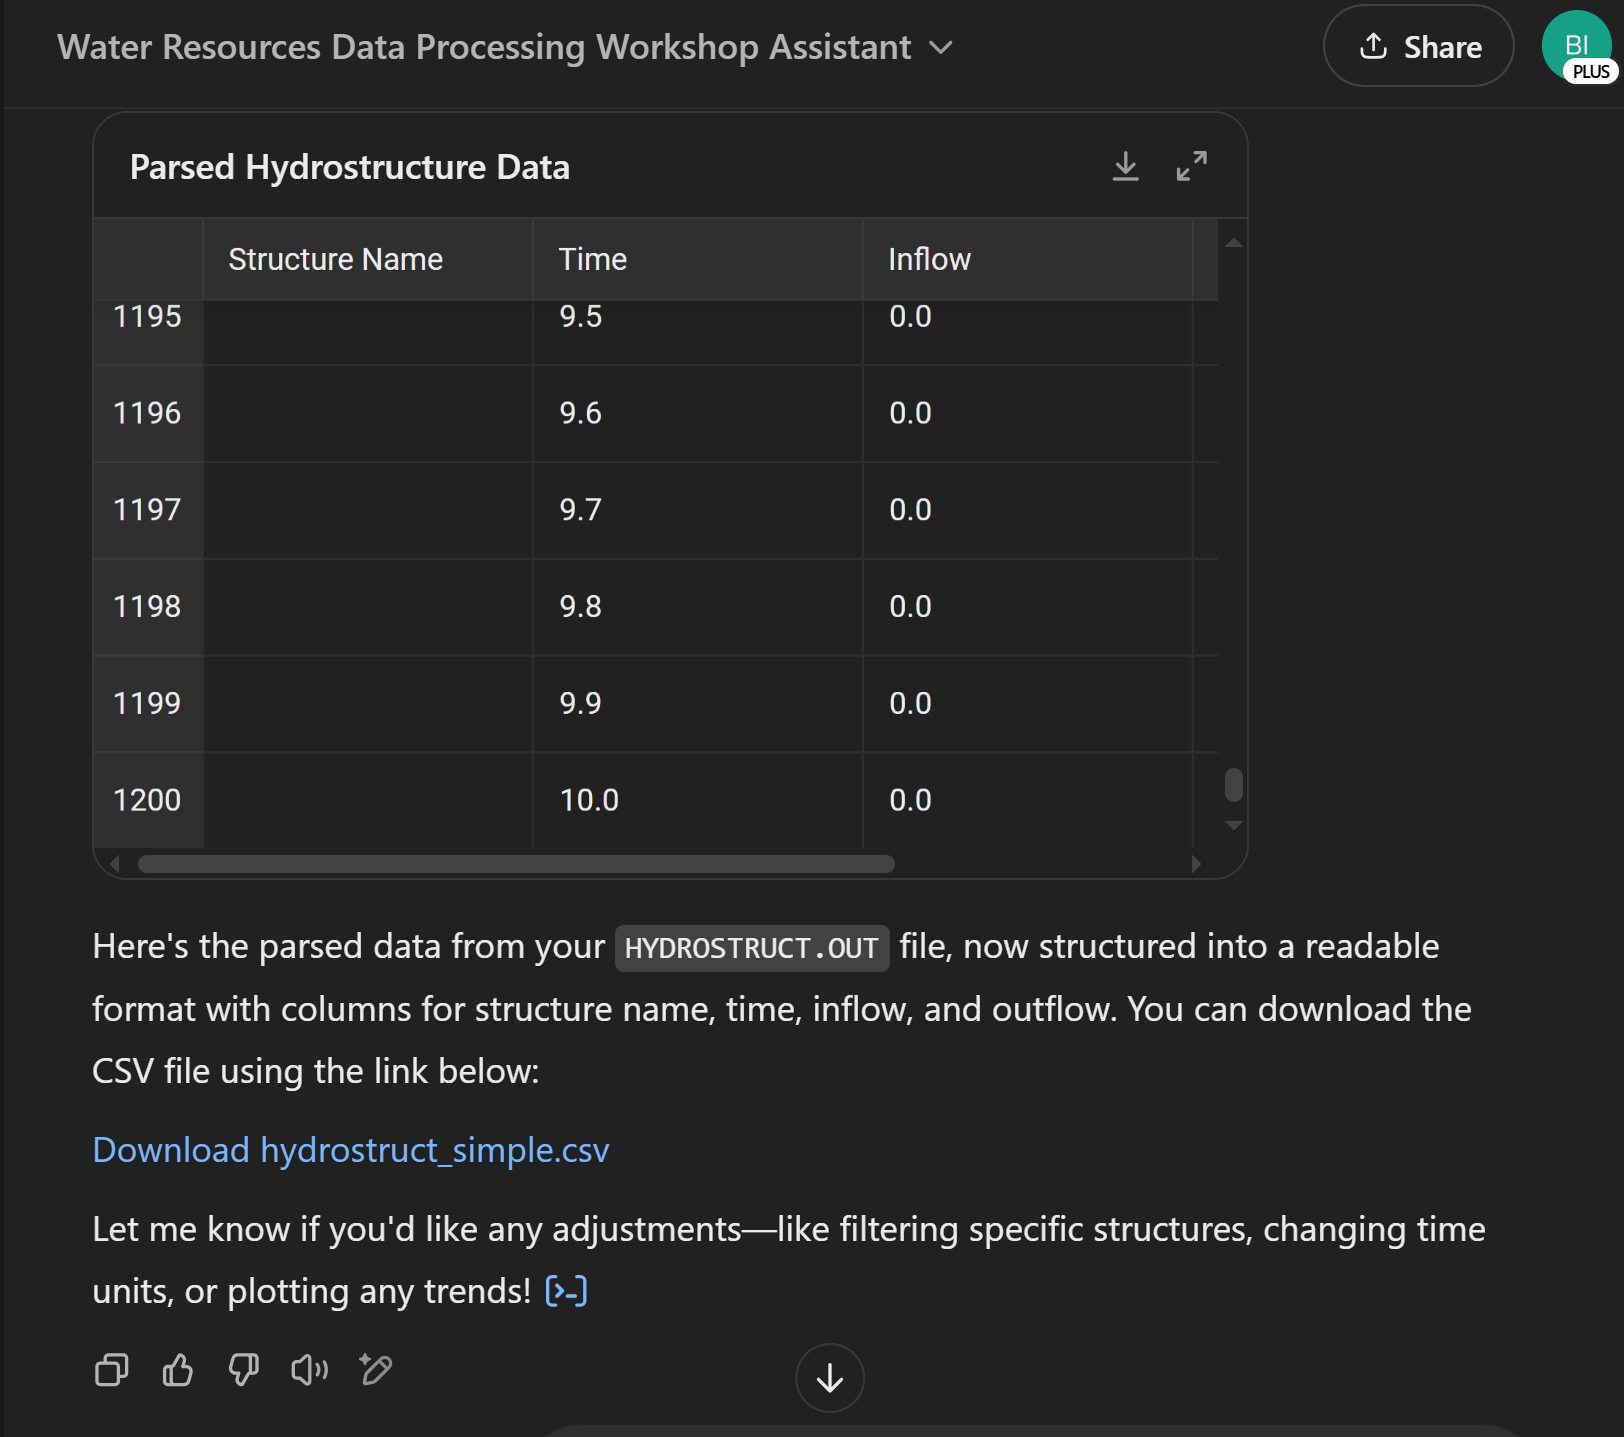 Water Resources Data Processing Workshop Assistant
Share
BI
PLUS
Parsed Hydrostructure Data
Structure Name Time Inflow
1195 9.5 0.0
1196 9.6 0.0
1197 9.7 0.0
1198 9.8 0.0
1199 9.9 0.0
1200 10.0 0.0
Here's the parsed data from your HYDROSTRUCT.OUT file, now structured into a readable
format with columns for structure name, time, inflow, and outflow. You can download the
CSV file using the link below:
Download hydrostruct_simple.csv
Let me know if you'd like any adjustments—like filtering specific structures, changing time
units, or plotting any trends!